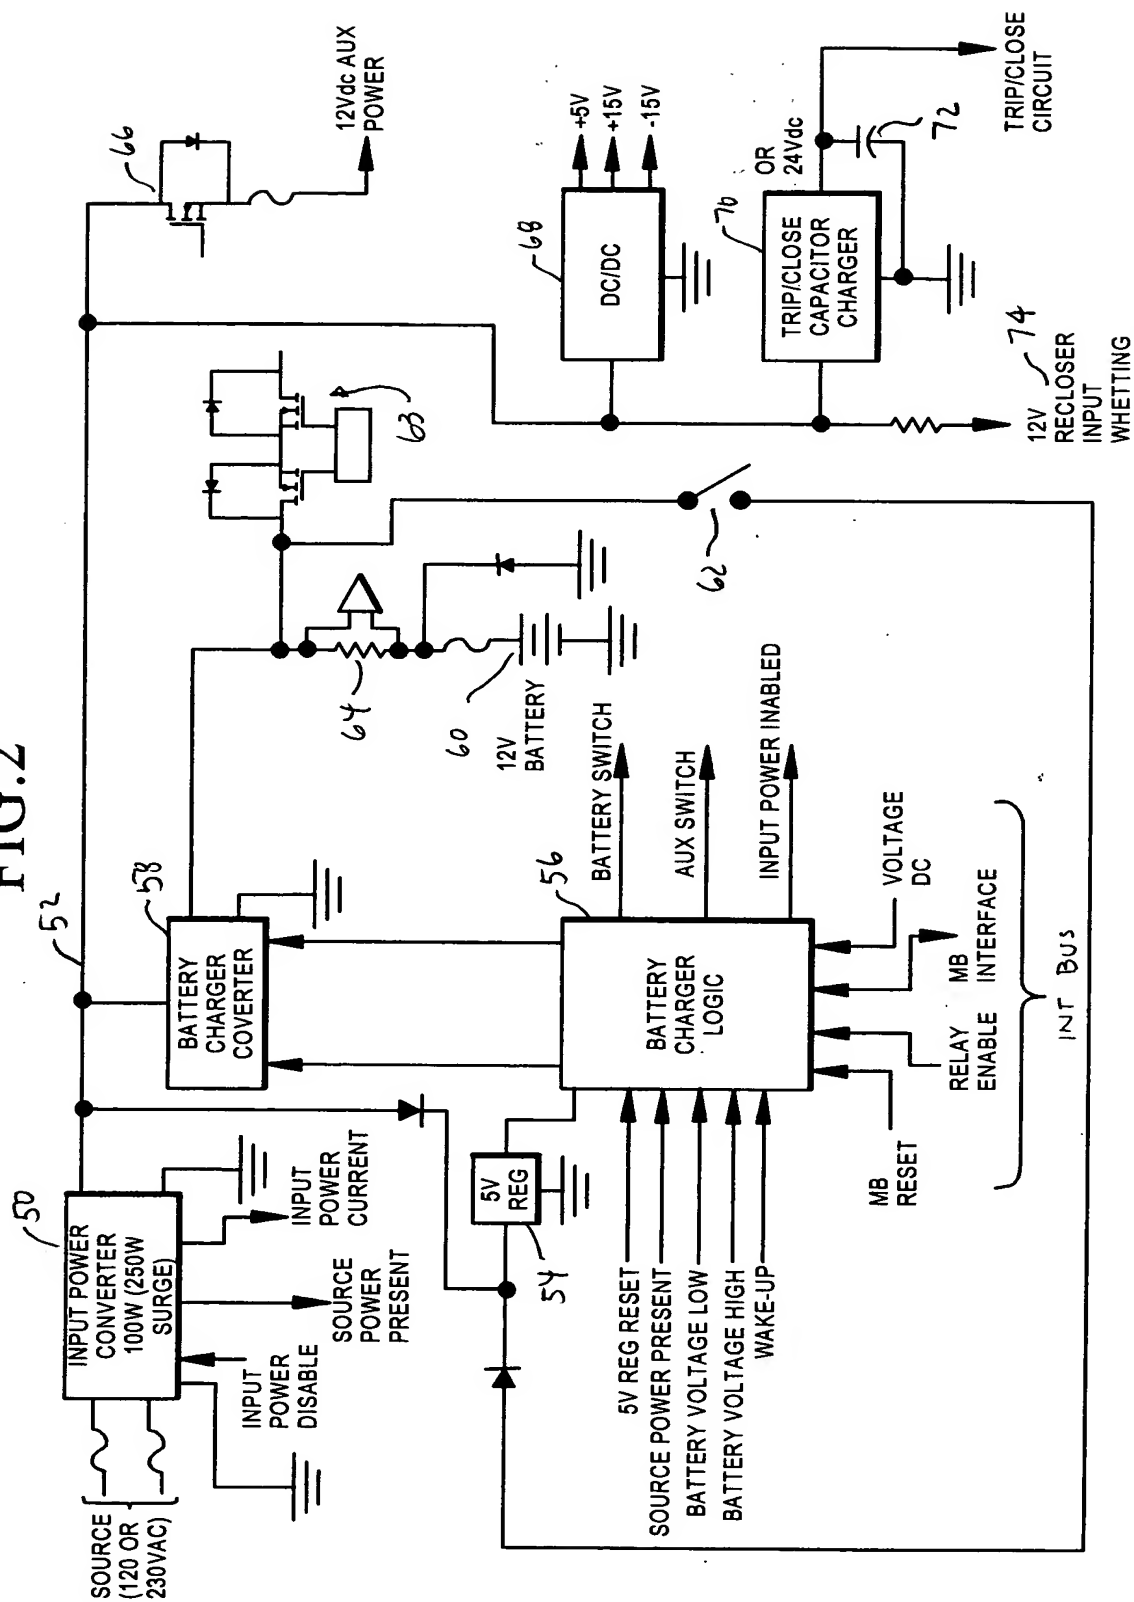 FIG.2
SOURCE
(120 OR
230VAC)
50
INPUT POWER
CONVERTER
100W (250W
SURGE)
INPUT
POWER
DISABLE
SOURCE
POWER
PRESENT
INPUT
POWER
CURRENT
52
58
BATTERY
CHARGER
COVERTER
66
12Vdc AUX
POWER
63
64
60
12V
BATTERY
62
68
DC/DC
+5V
+15V
-15V
70
TRIP/CLOSE
CAPACITOR
CHARGER
OR
24Vdc
72
TRIP/CLOSE
CIRCUIT
74
12V
RECLOSER
INPUT
WHETTING
5V
REG
54
56
BATTERY
CHARGER
LOGIC
BATTERY SWITCH
AUX SWITCH
INPUT POWER INABLED
5V REG RESET
SOURCE POWER PRESENT
BATTERY VOLTAGE LOW
BATTERY VOLTAGE HIGH
WAKE-UP
MB
RESET
RELAY
ENABLE
MB
INTERFACE
VOLTAGE
DC
INT BUS